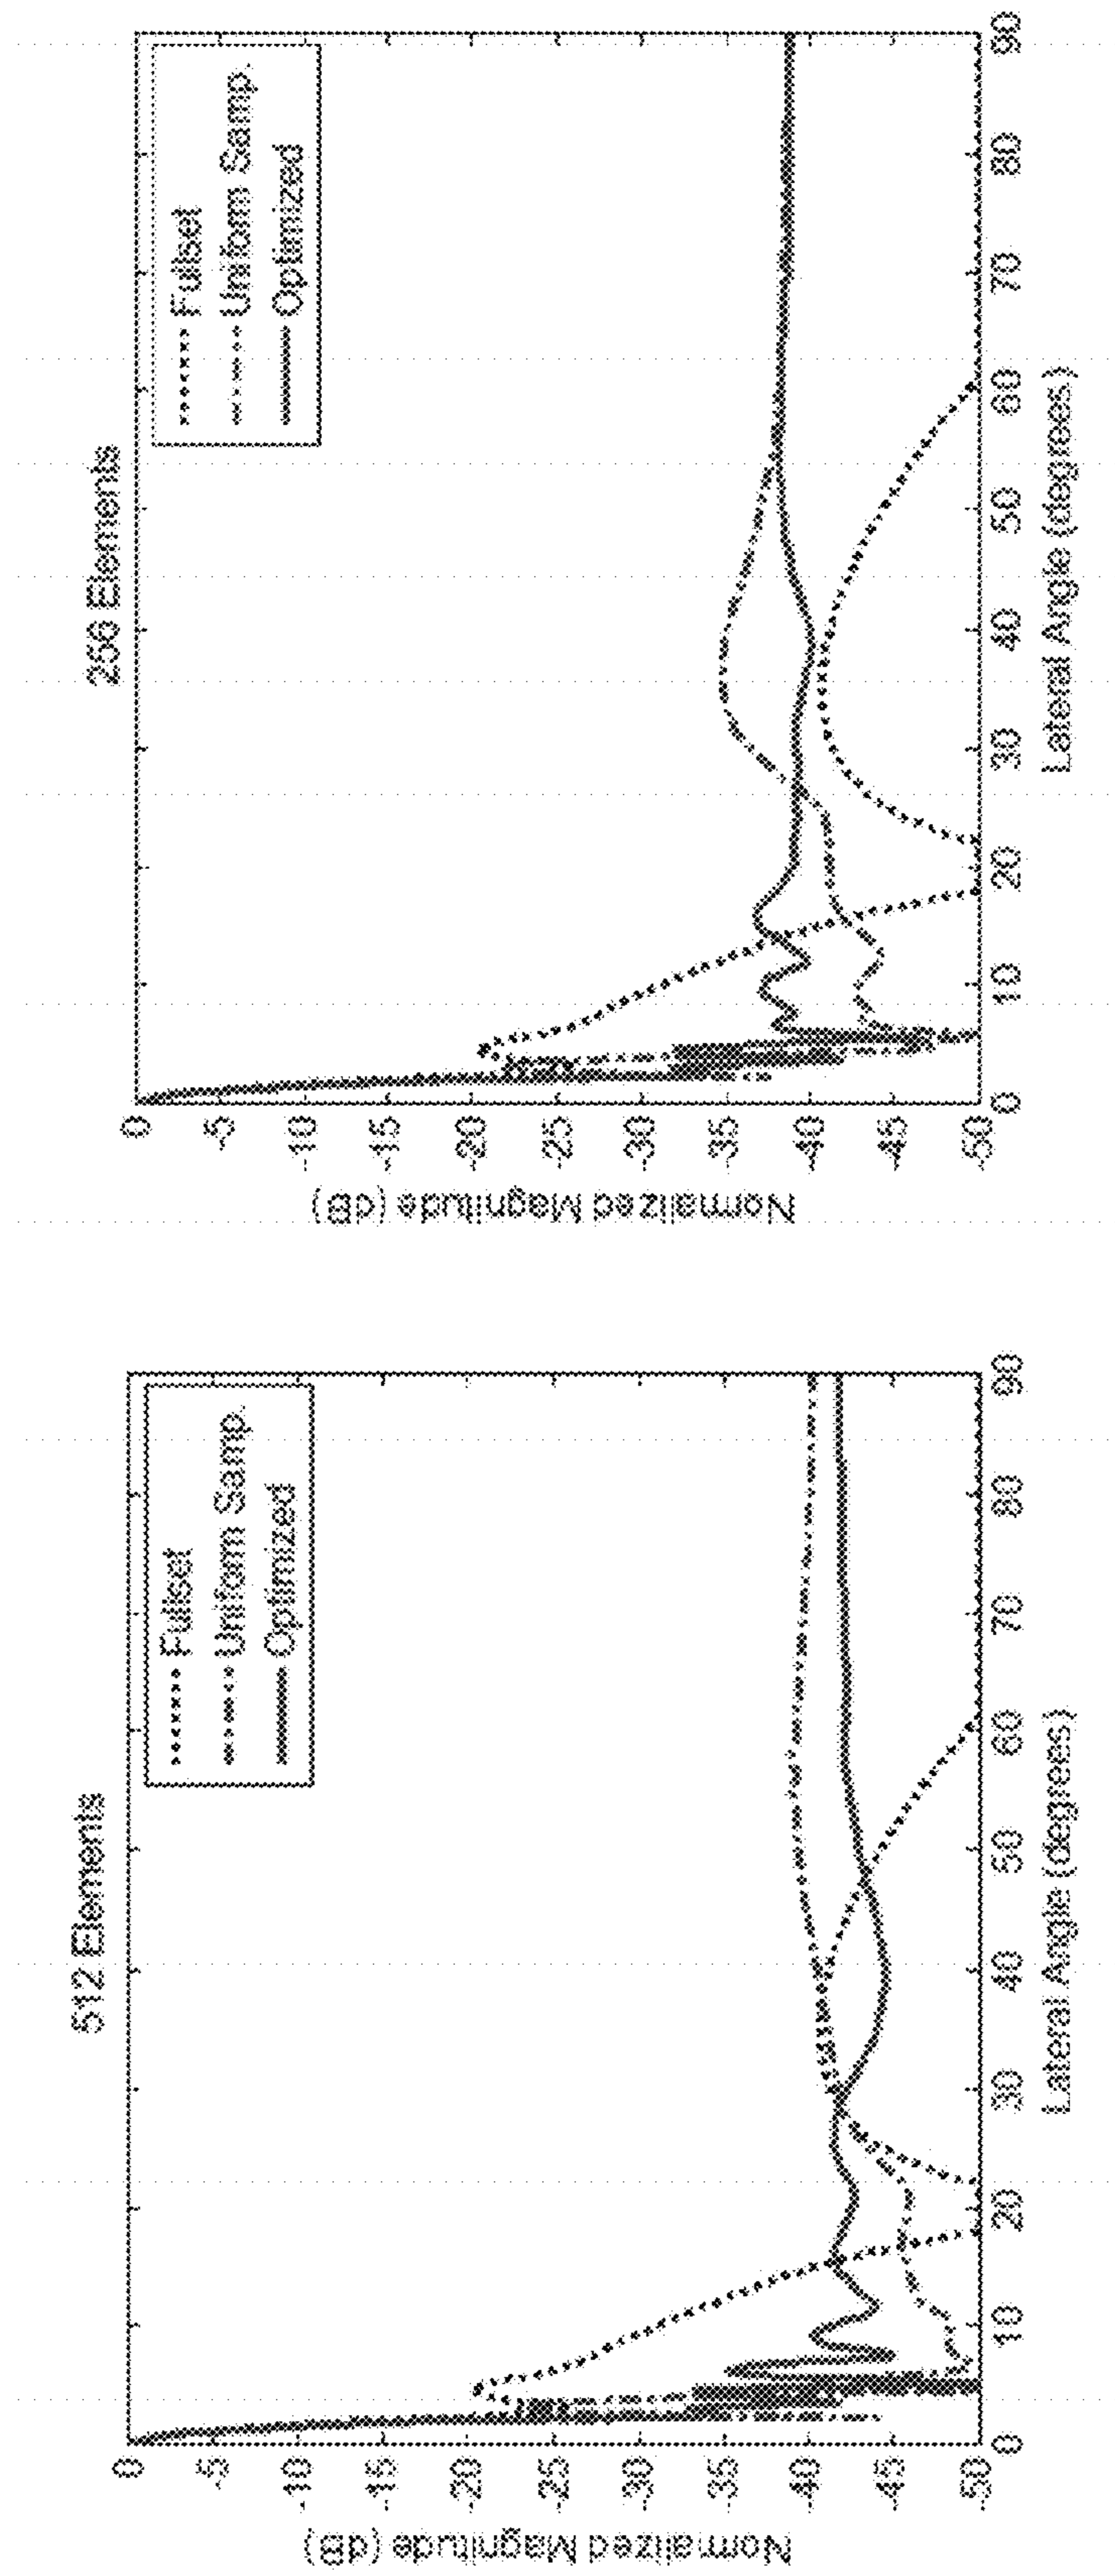 512 Elements
Normalized Magnitude (dB)
0
-5
-10
-15
-20
-25
-30
-35
-40
-45
-50
Fullset
Uniform Samp.
Optimized
0 10 20 30 40 50 60 70 80 90
Lateral Angle (degrees)
256 Elements
Normalized Magnitude (dB)
0
-5
-10
-15
-20
-25
-30
-35
-40
-45
-50
Fullset
Uniform Samp.
Optimized
0 10 20 30 40 50 60 70 80 90
Lateral Angle (degrees)